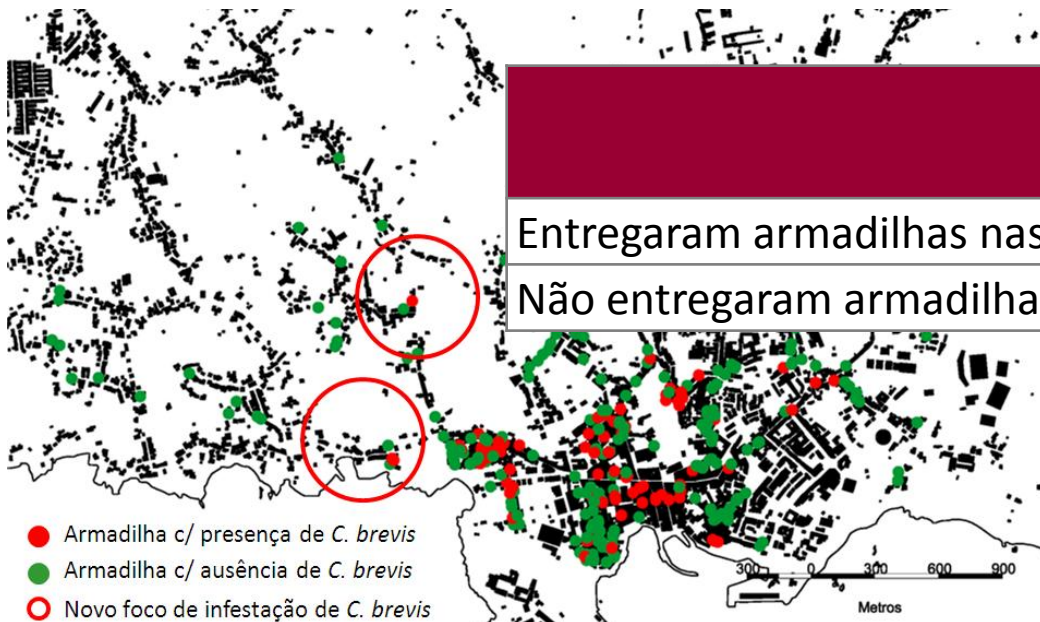 Entregaram armadilhas nas
Não entregaram armadilha
Armadilha c/ presença de C. brevis
Armadilha c/ ausência de C. brevis
Novo foco de infestação de C. brevis
300 0 300 600 900
Metros